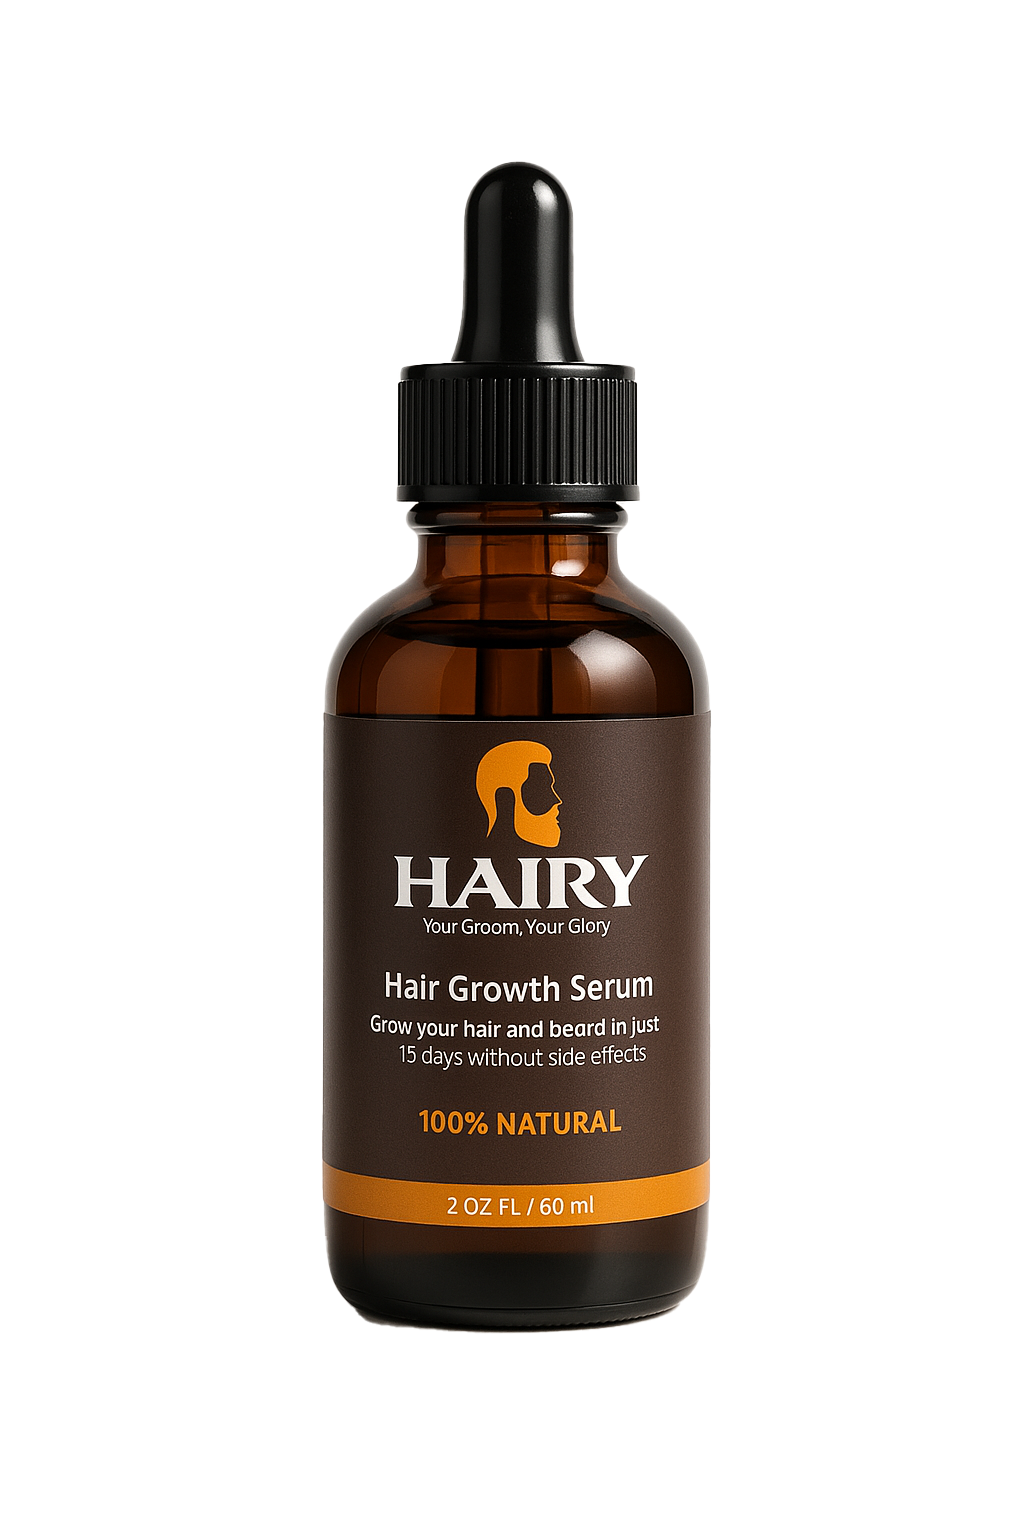 HAIRY
Your Groom, Your Glory
Hair Growth Serum
Grow your hair and beard in just
15 days without side effects
100% NATURAL
2 OZ FL / 60 ml